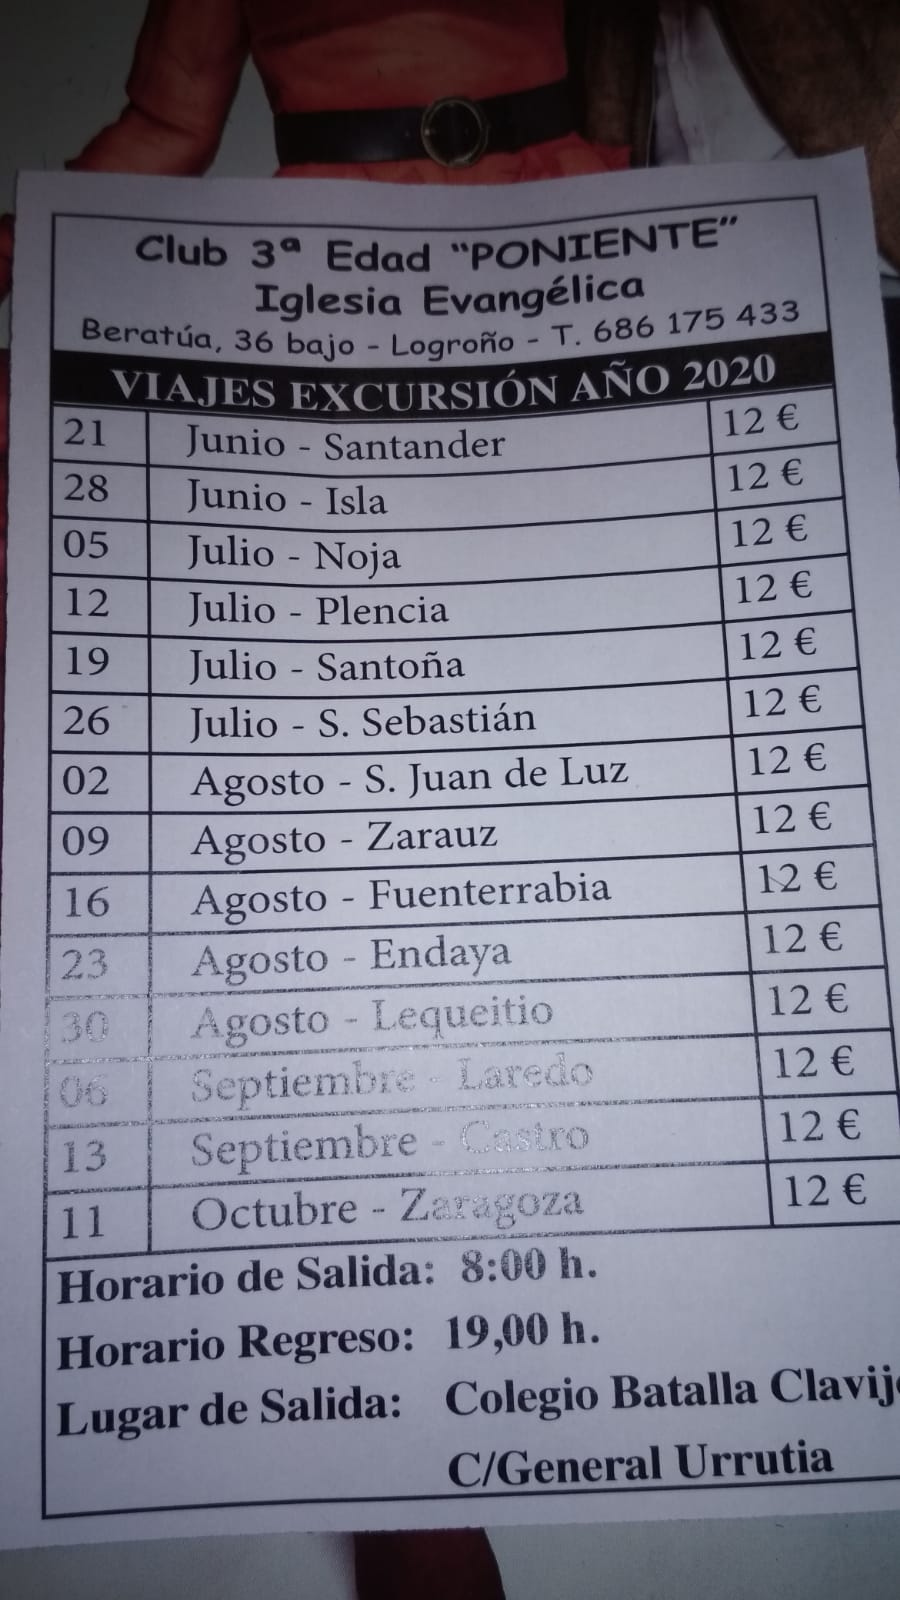 Club 3ª Edad "PONIENTE"
Iglesia Evangélica
Beratúa, 36 bajo - Logroño - T. 686 175 433
VIAJES EXCURSIÓN AÑO 2020
21 Junio - Santander 12 €
28 Junio - Isla 12 €
05 Julio - Noja 12 €
12 Julio - Plencia 12 €
19 Julio - Santoña 12 €
26 Julio - S. Sebastián 12 €
02 Agosto - S. Juan de Luz 12 €
09 Agosto - Zarauz 12 €
16 Agosto - Fuenterrabia 12 €
23 Agosto - Endaya 12 €
30 Agosto - Lequeitio 12 €
06 Septiembre - Laredo 12 €
13 Septiembre - Castro 12 €
11 Octubre - Zaragoza 12 €
Horario de Salida: 8:00 h.
Horario Regreso: 19,00 h.
Lugar de Salida: Colegio Batalla Clavij
C/General Urrutia